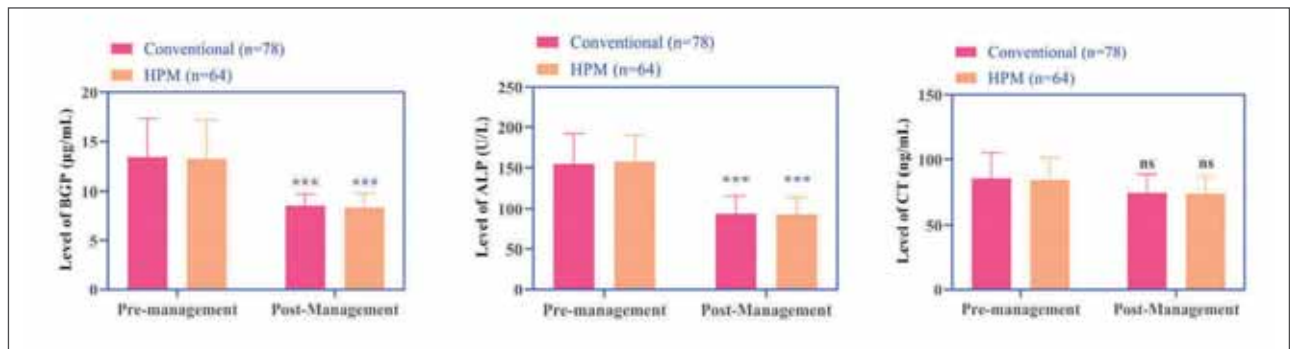 Conventional (n=78)
HPM (n=64)
Level of BGP (µg/mL)
20
15
10
5
0
*** ***
Pre-management Post-Management
Conventional (n=78)
HPM (n=64)
Level of ALP (U/L)
250
200
150
100
50
0
*** ***
Pre-management Post-Management
Conventional (n=78)
HPM (n=64)
Level of CT (ng/mL)
150
100
50
0
ns ns
Pre-management Post-Management